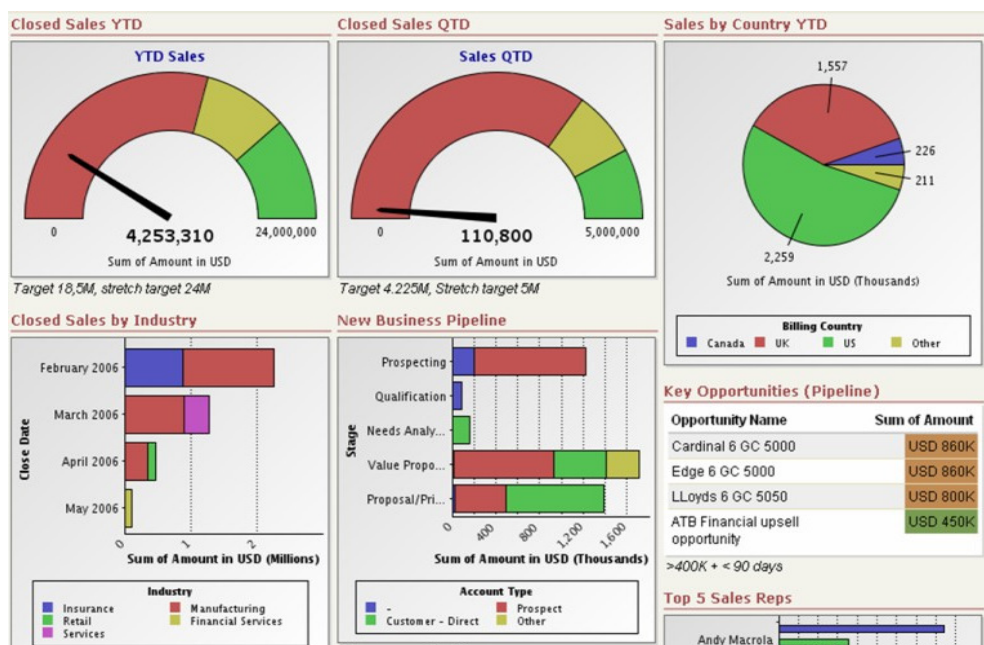 Closed Sales YTD
YTD Sales
0
24,000,000
4,253,310
Sum of Amount in USD
Target 18,5M, stretch target 24M
Closed Sales QTD
Sales QTD
0
5,000,000
110,800
Sum of Amount in USD
Target 4.225M, Stretch target 5M
Sales by Country YTD
1,557
226
211
2,259
Sum of Amount in USD (Thousands)
Billing Country
Canada UK US Other
Closed Sales by Industry
Close Date
February 2006
March 2006
April 2006
May 2006
0 1 2
Sum of Amount in USD (Millions)
Industry
Insurance Manufacturing
Retail Financial Services
Services
New Business Pipeline
Stage
Prospecting
Qualification
Needs Analy...
Value Propo...
Proposal/Pri...
0 400 800 1,200 1,600
Sum of Amount in USD (Thousands)
Account Type
- Prospect
Customer - Direct Other
Key Opportunities (Pipeline)
Opportunity Name Sum of Amount
Cardinal 6 GC 5000 USD 860K
Edge 6 GC 5000 USD 860K
LLoyds 6 GC 5050 USD 800K
ATB Financial upsell
opportunity USD 450K
>400K + < 90 days
Top 5 Sales Reps
Andy Macrola